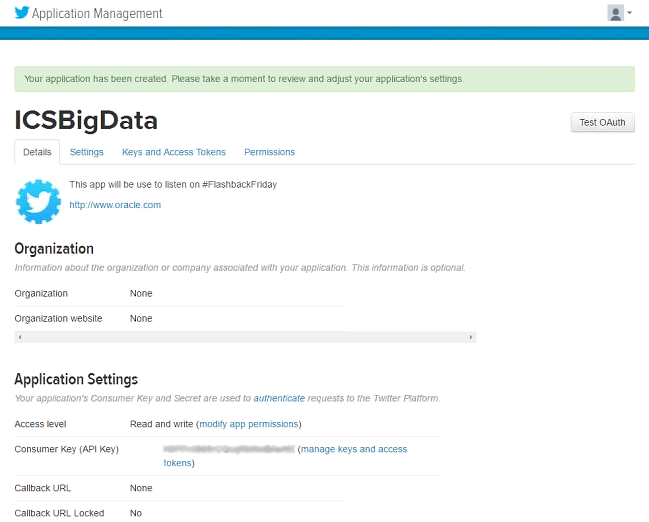 Application Management
Your application has been created. Please take a moment to review and adjust your application's settings.
ICSBigData
Test OAuth
Details Settings Keys and Access Tokens Permissions
This app will be use to listen on #FlashbackFriday
http://www.oracle.com
Organization
Information about the organization or company associated with your application. This information is optional.
Organization None
Organization website None
Application Settings
Your application's Consumer Key and Secret are used to authenticate requests to the Twitter Platform.
Access level Read and write (modify app permissions)
Consumer Key (API Key) (manage keys and access
tokens)
Callback URL None
Callback URL Locked No